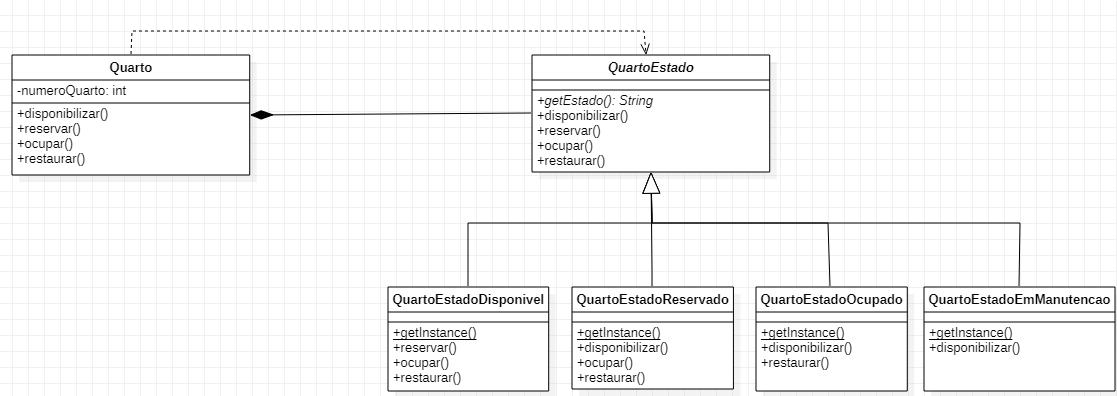 Quarto
-numeroQuarto: int
+disponibilizar()
+reservar()
+ocupar()
+restaurar()
QuartoEstado
+getEstado(): String
+disponibilizar()
+reservar()
+ocupar()
+restaurar()
QuartoEstadoDisponivel
+getInstance()
+reservar()
+ocupar()
+restaurar()
QuartoEstadoReservado
+getInstance()
+disponibilizar()
+ocupar()
+restaurar()
QuartoEstadoOcupado
+getInstance()
+disponibilizar()
+restaurar()
QuartoEstadoEmManutencao
+getInstance()
+disponibilizar()